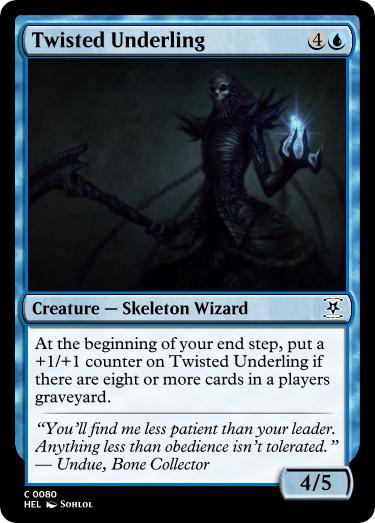 Twisted Underling 4
Creature — Skeleton Wizard
At the beginning of your end step, put a
+1/+1 counter on Twisted Underling if
there are eight or more cards in a players
graveyard.
“You’ll find me less patient than your leader.
Anything less than obedience isn’t tolerated.”
— Undue, Bone Collector
4/5
C 0080
HEL Sohlol